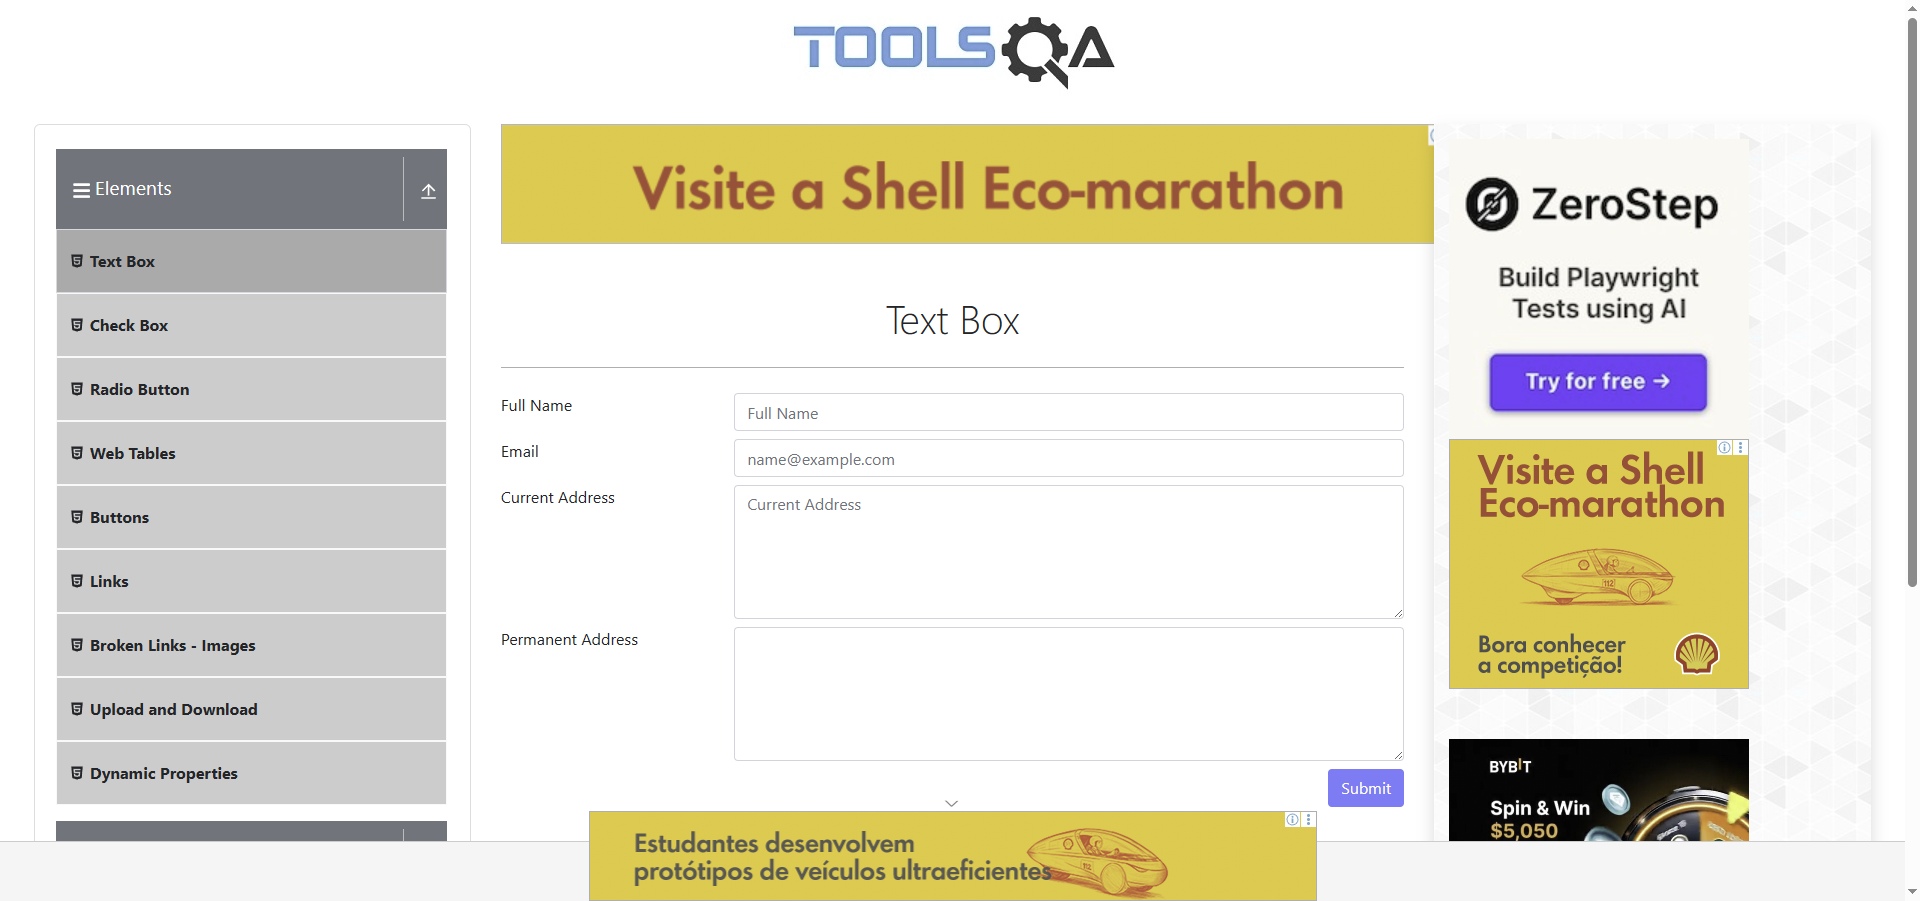 TOOLSQA
Elements
Text Box
Check Box
Radio Button
Web Tables
Buttons
Links
Broken Links - Images
Upload and Download
Dynamic Properties
Visite a Shell Eco-marathon
Text Box
Full Name
Full Name
Email
name@example.com
Current Address
Current Address
Permanent Address
Submit
ZeroStep
Build Playwright
Tests using AI
Try for free →
Visite a Shell
Eco-marathon
112
Bora conhecer
a competição!
BYBIT
Spin & Win
$5,050
Estudantes desenvolvem
protótipos de veículos ultraeficientes
112